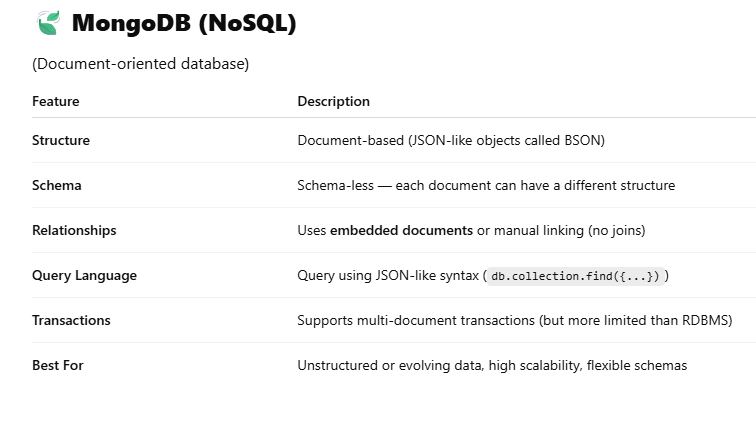 MongoDB (NoSQL)
(Document-oriented database)
Feature Description
Structure Document-based (JSON-like objects called BSON)
Schema Schema-less — each document can have a different structure
Relationships Uses embedded documents or manual linking (no joins)
Query Language Query using JSON-like syntax ( db.collection.find({...}) )
Transactions Supports multi-document transactions (but more limited than RDBMS)
Best For Unstructured or evolving data, high scalability, flexible schemas